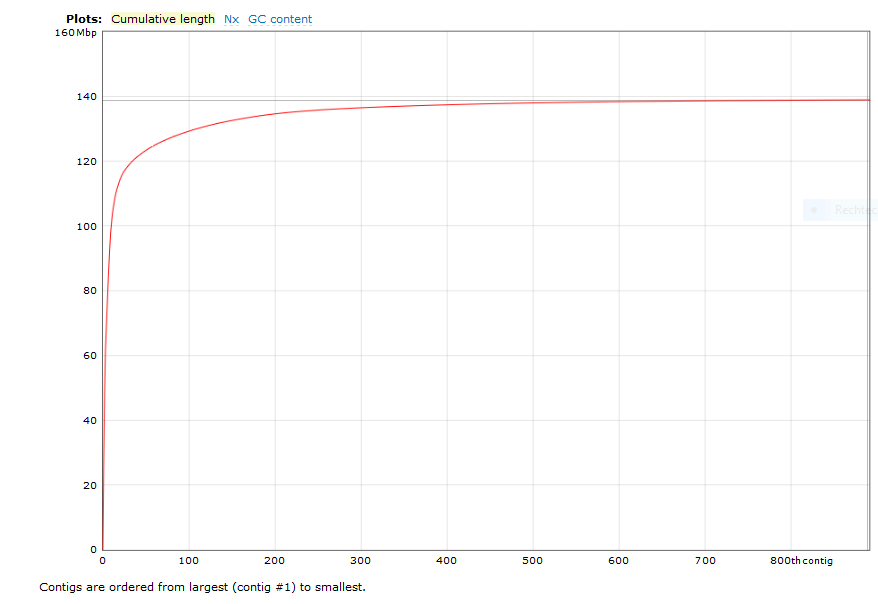 Plots: Cumulative length Nx GC content
160 Mbp
140
120
100
Rechtec
80
60
40
20
0
0 100 200 300 400 500 600 700 800th contig
Contigs are ordered from largest (contig #1) to smallest.